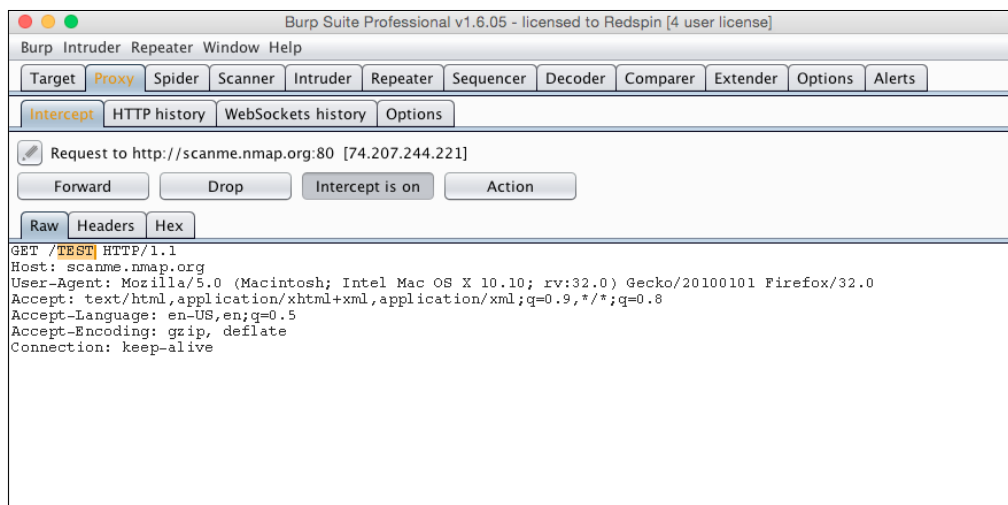 Burp Suite Professional v1.6.05 - licensed to Redspin [4 user license]
Burp Intruder Repeater Window Help
Target Proxy Spider Scanner Intruder Repeater Sequencer Decoder Comparer Extender Options Alerts
Intercept HTTP history WebSockets history Options
Request to http://scanme.nmap.org:80 [74.207.244.221]
Forward Drop Intercept is on Action
Raw Headers Hex
GET /TEST HTTP/1.1
Host: scanme.nmap.org
User-Agent: Mozilla/5.0 (Macintosh; Intel Mac OS X 10.10; rv:32.0) Gecko/20100101 Firefox/32.0
Accept: text/html,application/xhtml+xml,application/xml;q=0.9,*/*;q=0.8
Accept-Language: en-US,en;q=0.5
Accept-Encoding: gzip, deflate
Connection: keep-alive